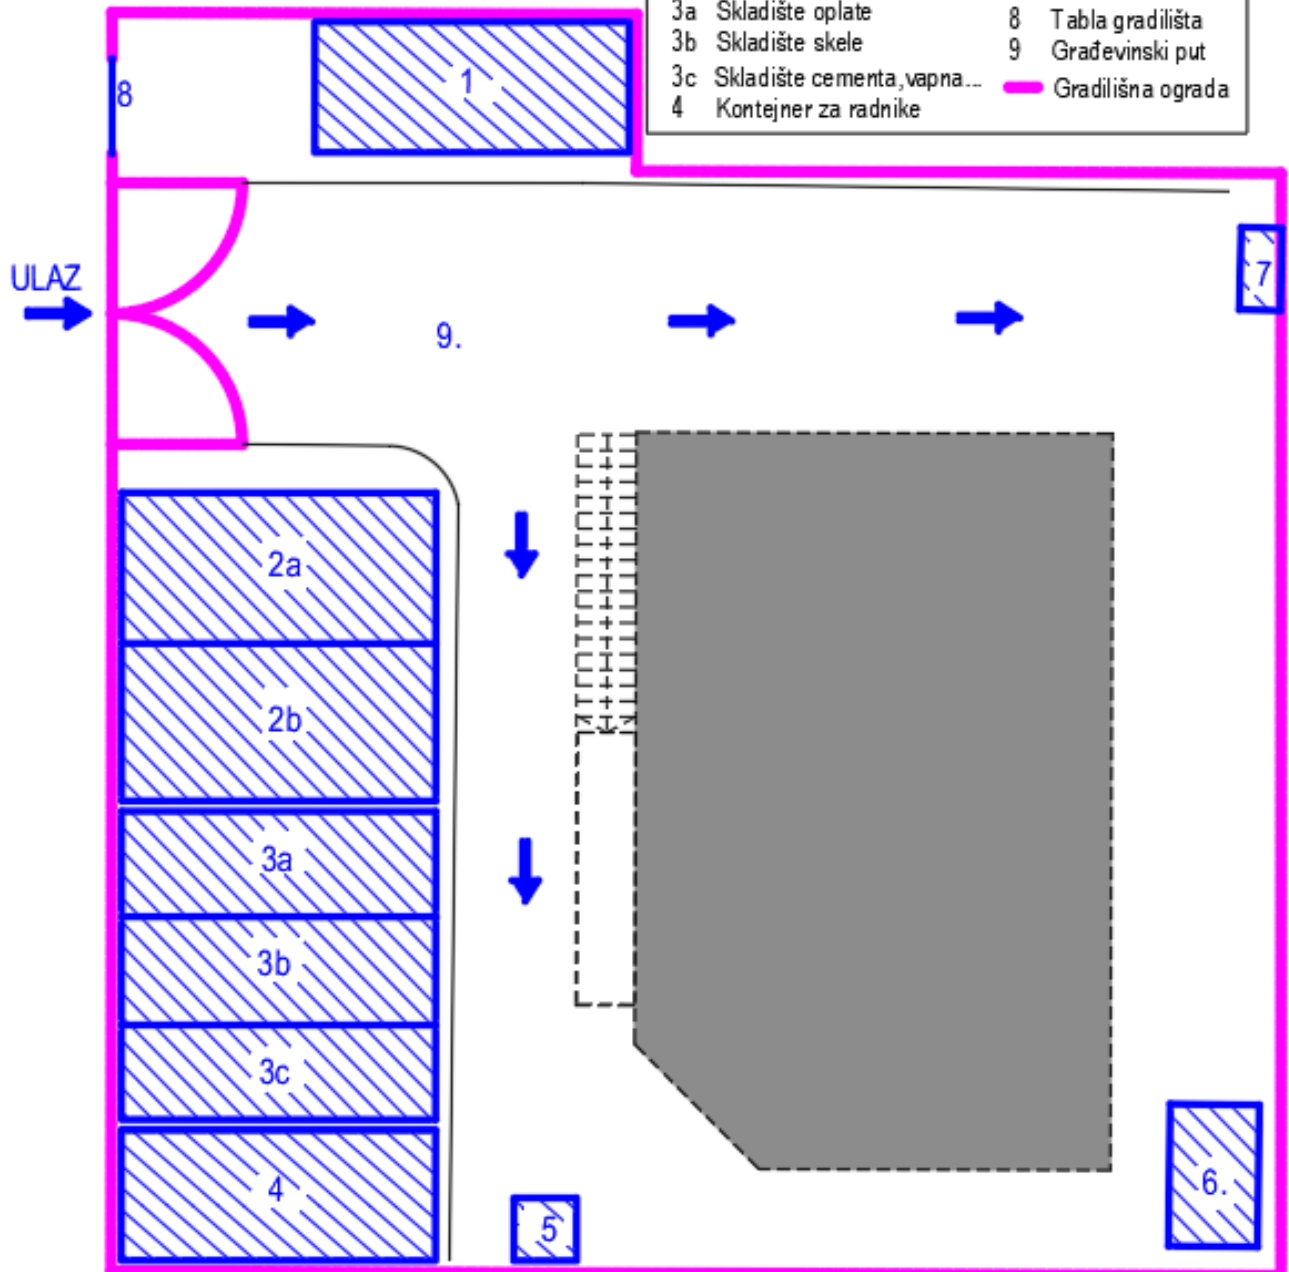 3a Skladište oplate
3b Skladište skele
3c Skladište cementa,vapna...
4 Kontejner za radnike
8 Tabla gradilišta
9 Građevinski put
Gradilišna ograda
8
1
ULAZ
7
9.
2a
2b
3a
3b
3c
4
5
6.